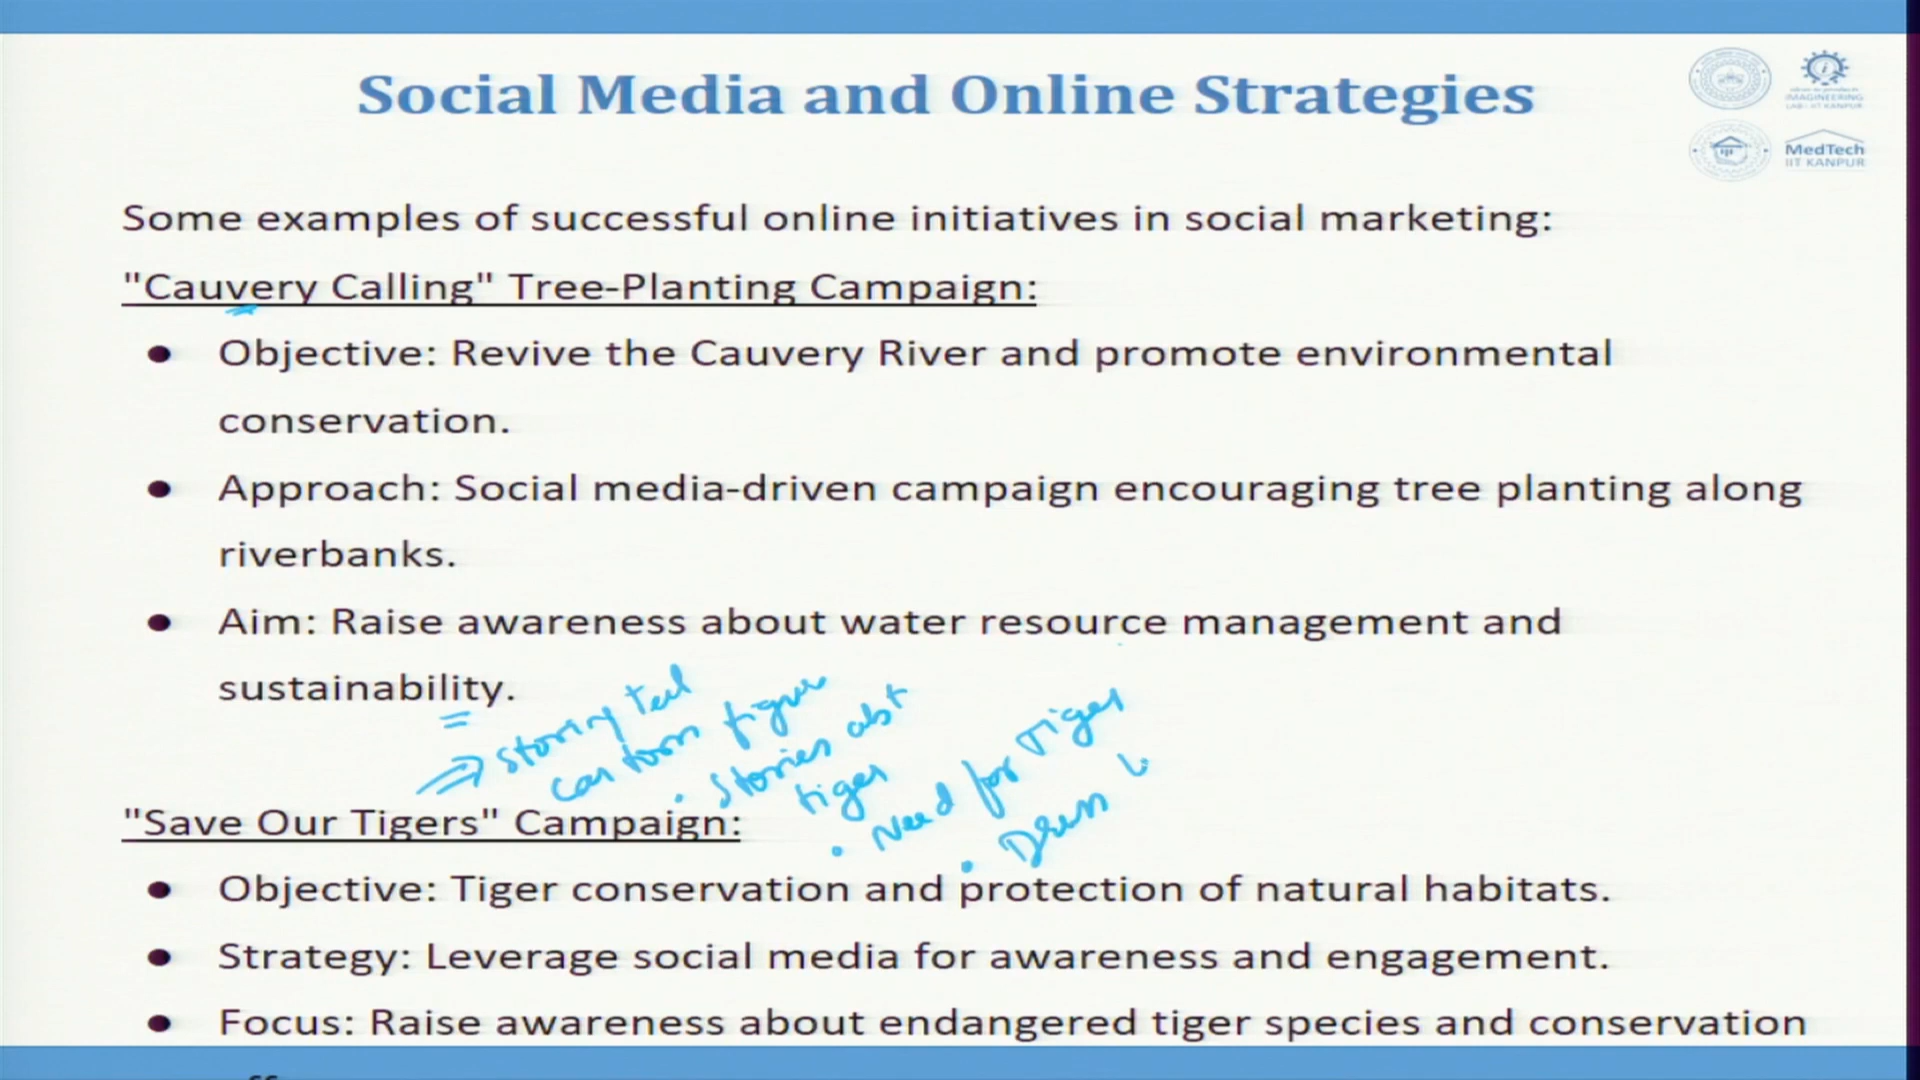 Social Media and Online Strategies
IMAGINEERING
LAB IIT KANPUR
MedTech
IIT KANPUR
Some examples of successful online initiatives in social marketing:
"Cauvery Calling" Tree-Planting Campaign:
● Objective: Revive the Cauvery River and promote environmental
conservation.
● Approach: Social media-driven campaign encouraging tree planting along
riverbanks.
● Aim: Raise awareness about water resource management and
sustainability.
cartoon figure
• Stories abt
tiger
• Need for Tiger
"Save Our Tigers" Campaign:
● Objective: Tiger conservation and protection of natural habitats.
● Strategy: Leverage social media for awareness and engagement.
● Focus: Raise awareness about endangered tiger species and conservation